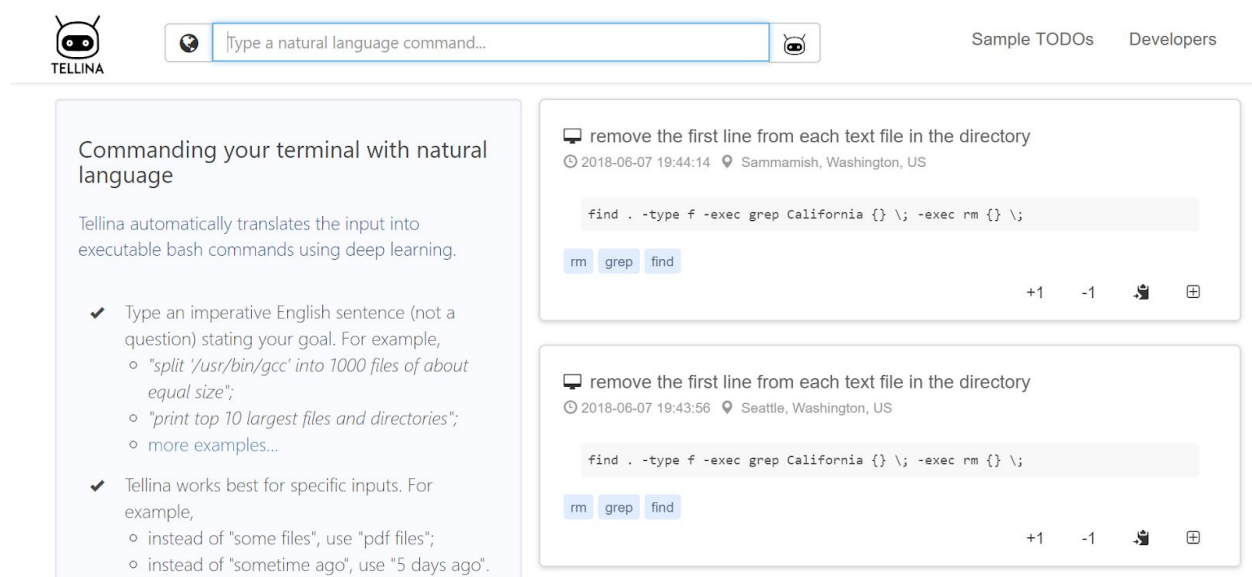 TELLINA
Type a natural language command...
Sample TODOs
Developers
Commanding your terminal with natural
language
Tellina automatically translates the input into
executable bash commands using deep learning.
Type an imperative English sentence (not a
question) stating your goal. For example,
"split '/usr/bin/gcc' into 1000 files of about
equal size";
"print top 10 largest files and directories";
more examples...
Tellina works best for specific inputs. For
example,
instead of "some files", use "pdf files";
instead of "sometime ago", use "5 days ago".
remove the first line from each text file in the directory
2018-06-07 19:44:14 Sammamish, Washington, US
find . -type f -exec grep California {} \; -exec rm {} \;
rm grep find
+1 -1
remove the first line from each text file in the directory
2018-06-07 19:43:56 Seattle, Washington, US
find . -type f -exec grep California {} \; -exec rm {} \;
rm grep find
+1 -1